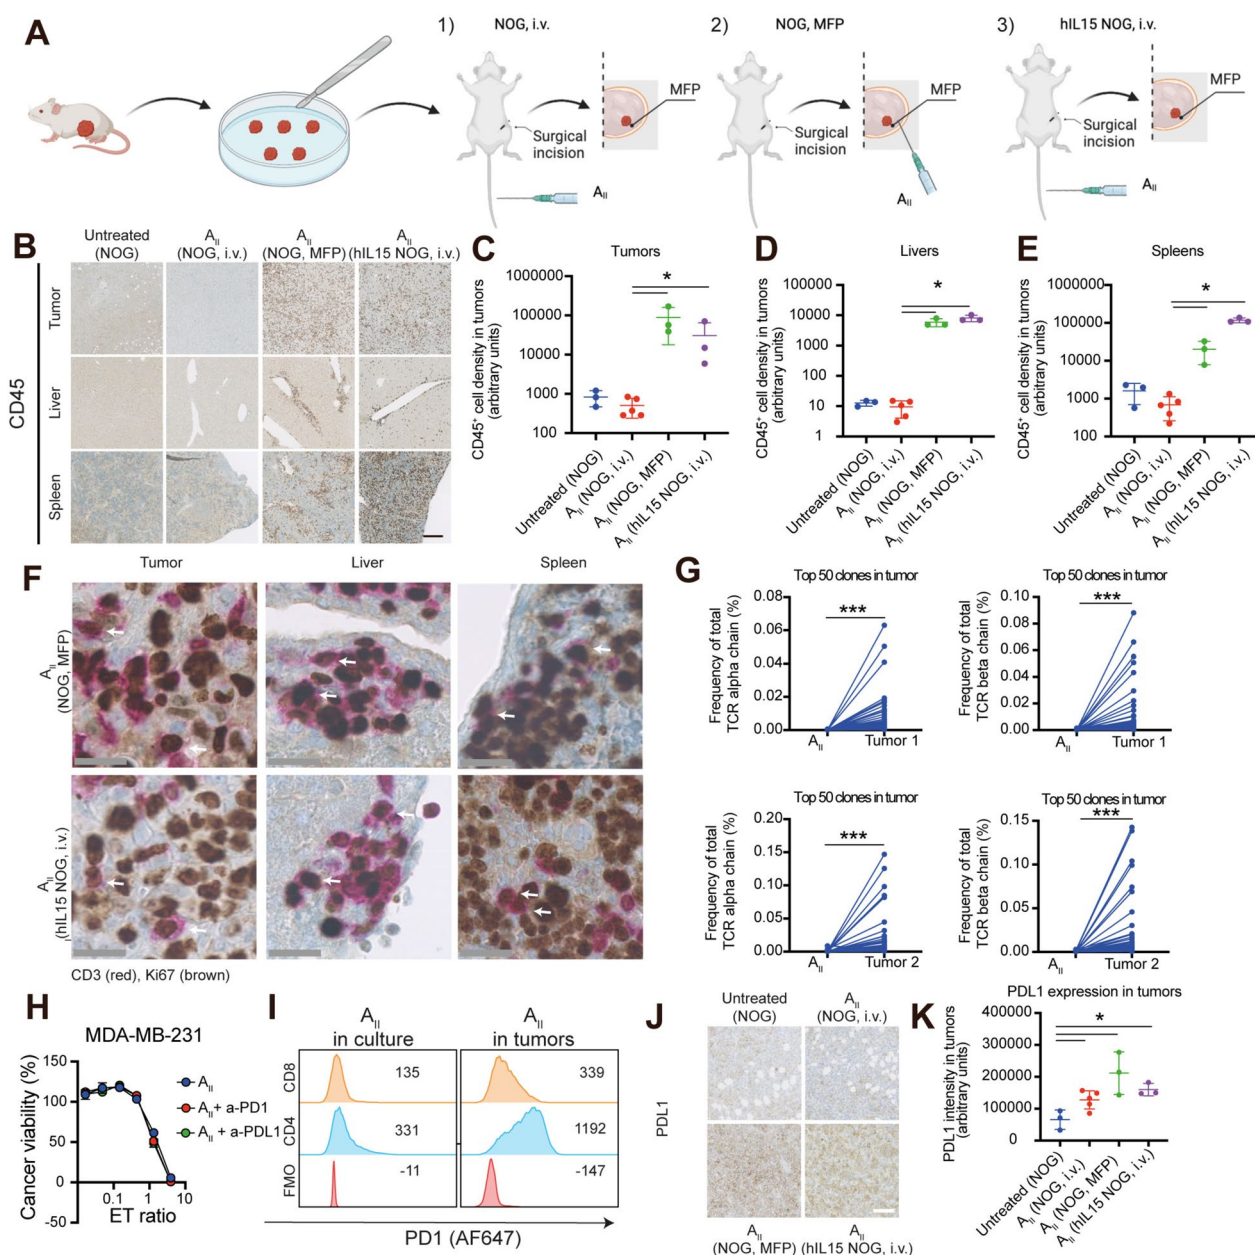 A
1) NOG, i.v.
2) NOG, MFP
3) hIL15 NOG, i.v.
MFP
Surgical
incision
A_II
MFP
Surgical
incision
A_II
MFP
Surgical
incision
A_II
B
Untreated
(NOG)
A_II
(NOG, i.v.)
A_II
(NOG, MFP)
A_II
(hIL15 NOG, i.v.)
CD45
Tumor
Liver
Spleen
C
Tumors
CD45⁺ cell density in tumors
(arbitrary units)
1000000
100000
10000
1000
100
*
Untreated (NOG)
A_II (NOG, i.v.)
A_II (NOG, MFP)
A_II (hIL15 NOG, i.v.)
D
Livers
CD45⁺ cell density in tumors
(arbitrary units)
100000
10000
1000
100
10
1
*
Untreated (NOG)
A_II (NOG, i.v.)
A_II (NOG, MFP)
A_II (hIL15 NOG, i.v.)
E
Spleens
CD45⁺ cell density in tumors
(arbitrary units)
1000000
100000
10000
1000
100
*
Untreated (NOG)
A_II (NOG, i.v.)
A_II (NOG, MFP)
A_II (hIL15 NOG, i.v.)
F
Tumor
Liver
Spleen
A_II
(NOG, MFP)
A_II
(hIL15 NOG, i.v.)
CD3 (red), Ki67 (brown)
G
Top 50 clones in tumor
Frequency of total
TCR alpha chain (%)
0.08
0.06
0.04
0.02
0.00
***
A_II
Tumor 1
Top 50 clones in tumor
Frequency of total
TCR beta chain (%)
0.10
0.08
0.06
0.04
0.02
0.00
***
A_II
Tumor 1
Top 50 clones in tumor
Frequency of total
TCR alpha chain (%)
0.20
0.15
0.10
0.05
0.00
***
A_II
Tumor 2
Top 50 clones in tumor
Frequency of total
TCR beta chain (%)
0.15
0.10
0.05
0.00
***
A_II
Tumor 2
H
MDA-MB-231
Cancer viability (%)
150
100
50
0
-50
0.1 1 10
ET ratio
A_II
A_II + a-PD1
A_II + a-PDL1
I
A_II
in culture
A_II
in tumors
CD8
135
339
CD4
331
1192
FMO
-11
-147
PD1 (AF647)
J
Untreated
(NOG)
A_II
(NOG, i.v.)
PDL1
A_II
(NOG, MFP)
A_II
(hIL15 NOG, i.v.)
K
PDL1 expression in tumors
PDL1 intensity in tumors
(arbitrary units)
400000
300000
200000
100000
0
*
Untreated (NOG)
A_II (NOG, i.v.)
A_II (NOG, MFP)
A_II (hIL15 NOG, i.v.)